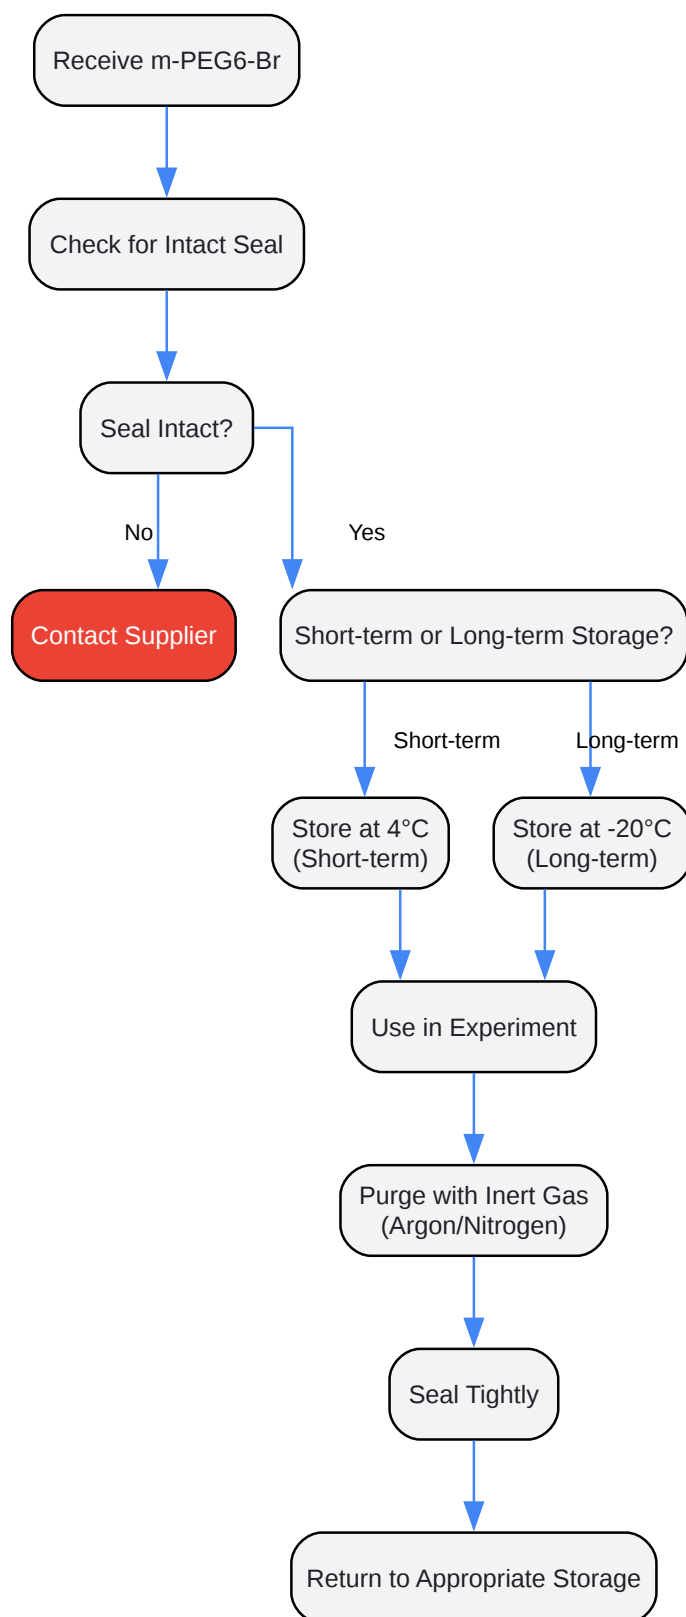 Receive m-PEG6-Br
Check for Intact Seal
Seal Intact?
No
Yes
Contact Supplier
Short-term or Long-term Storage?
Short-term
Long-term
Store at 4°C
(Short-term)
Store at -20°C
(Long-term)
Use in Experiment
Purge with Inert Gas
(Argon/Nitrogen)
Seal Tightly
Return to Appropriate Storage